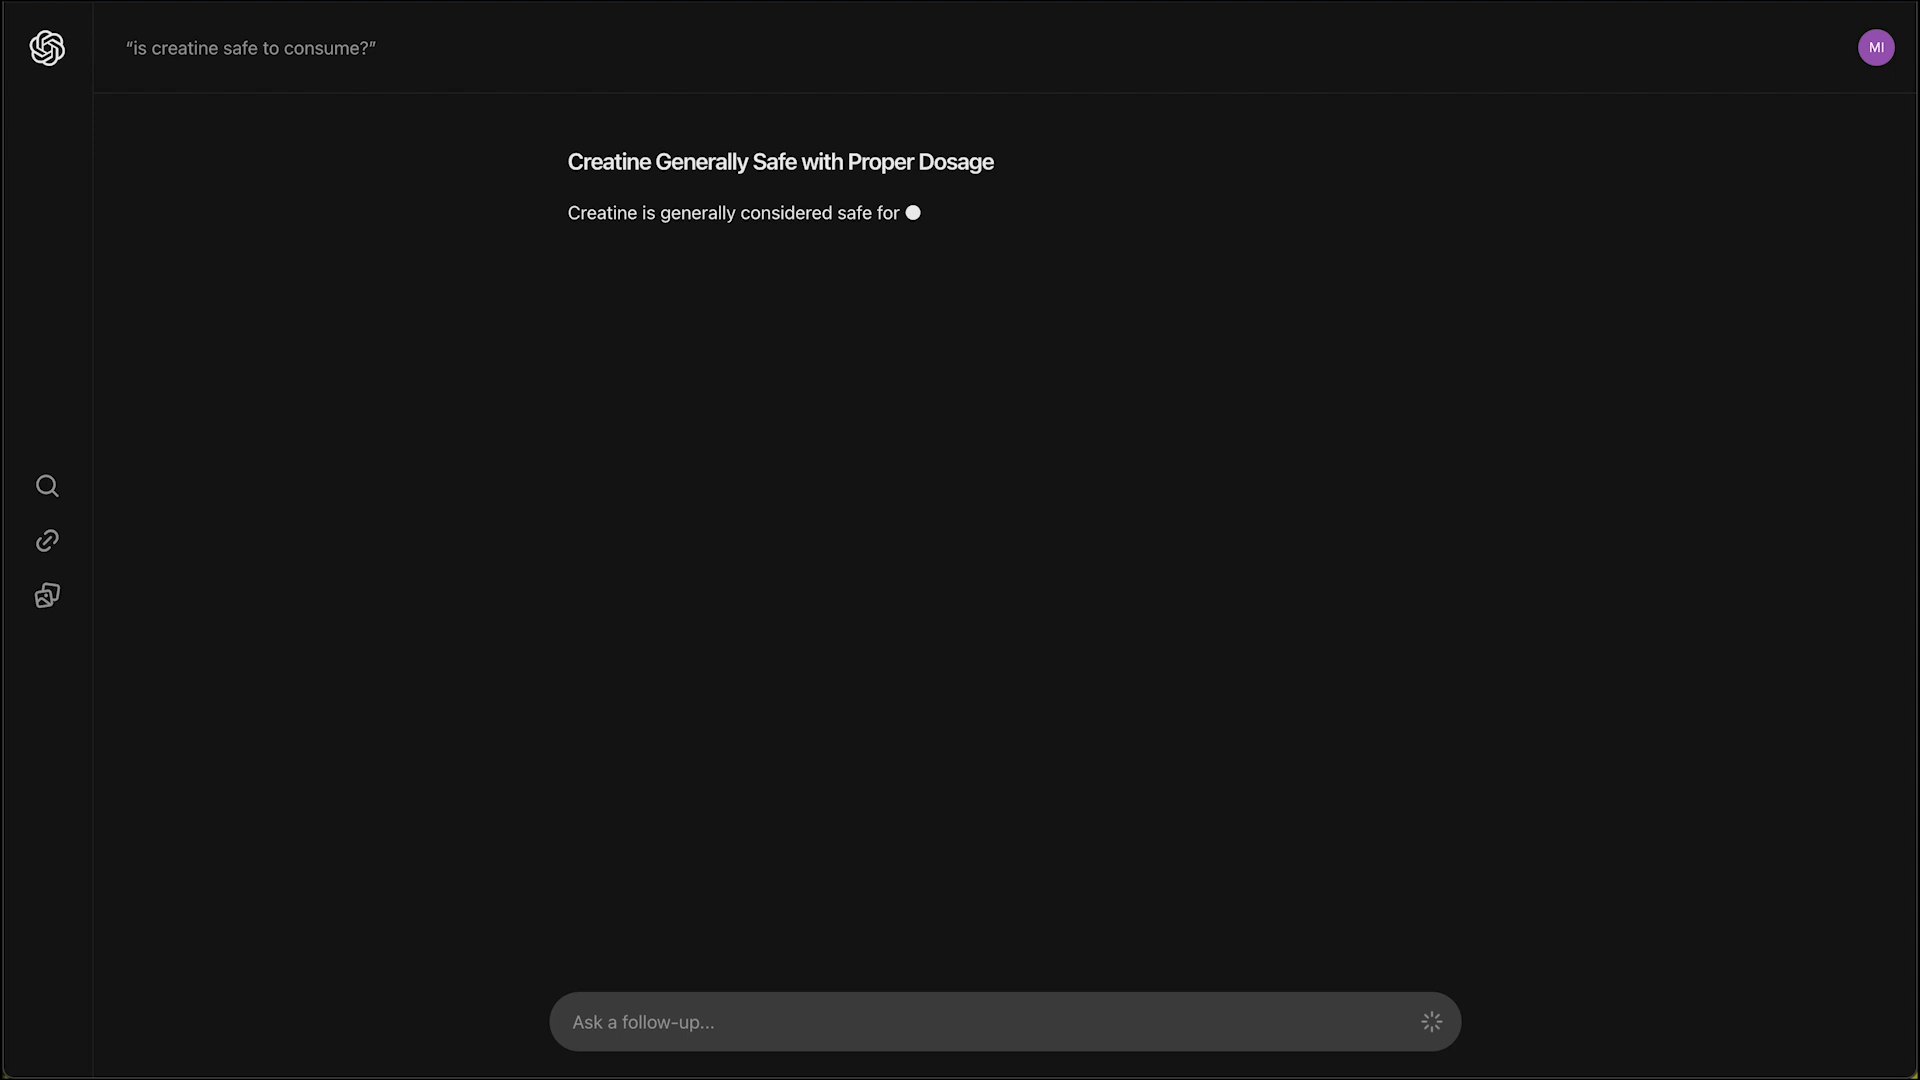 “is creatine safe to consume?”
MI
Creatine Generally Safe with Proper Dosage
Creatine is generally considered safe for
Ask a follow-up...